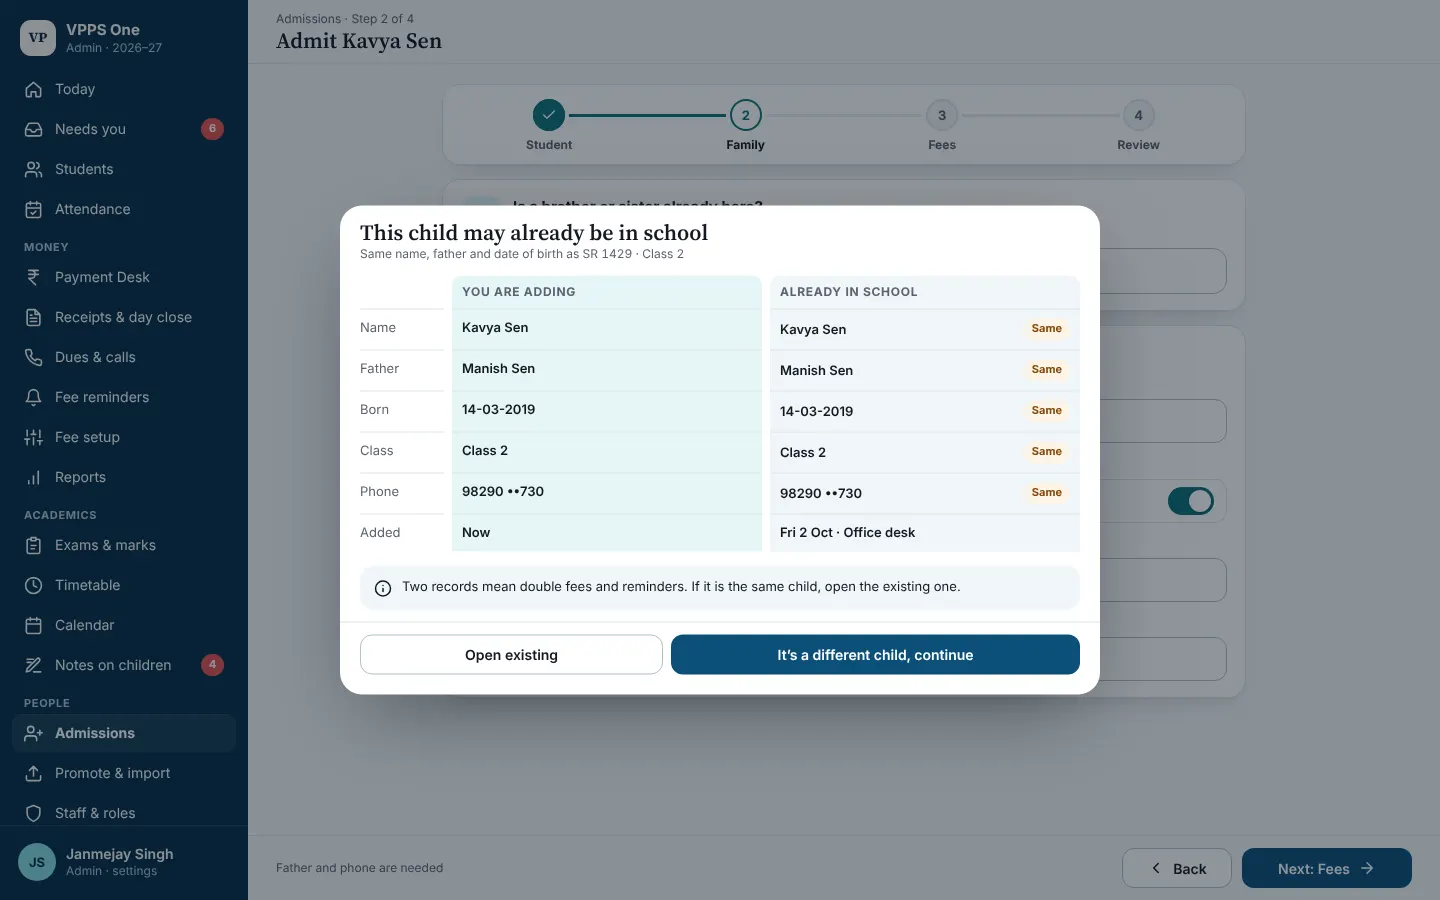 VP
VPPS One
Admin · 2026–27
Today
Needs you 6
Students
Attendance
MONEY
Payment Desk
Receipts & day close
Dues & calls
Fee reminders
Fee setup
Reports
ACADEMICS
Exams & marks
Timetable
Calendar
Notes on children 4
PEOPLE
Admissions
Promote & import
Staff & roles
JS
Janmejay Singh
Admin · settings
Admissions · Step 2 of 4
Admit Kavya Sen
2 3 4
Student Family Fees Review
Is a brother or sister already here?
This child may already be in school
Same name, father and date of birth as SR 1429 · Class 2
YOU ARE ADDING ALREADY IN SCHOOL
Name Kavya Sen Kavya Sen Same
Father Manish Sen Manish Sen Same
Born 14-03-2019 14-03-2019 Same
Class Class 2 Class 2 Same
Phone 98290 ••730 98290 ••730 Same
Added Now Fri 2 Oct · Office desk
Two records mean double fees and reminders. If it is the same child, open the existing one.
Open existing It’s a different child, continue
Father and phone are needed
Back Next: Fees